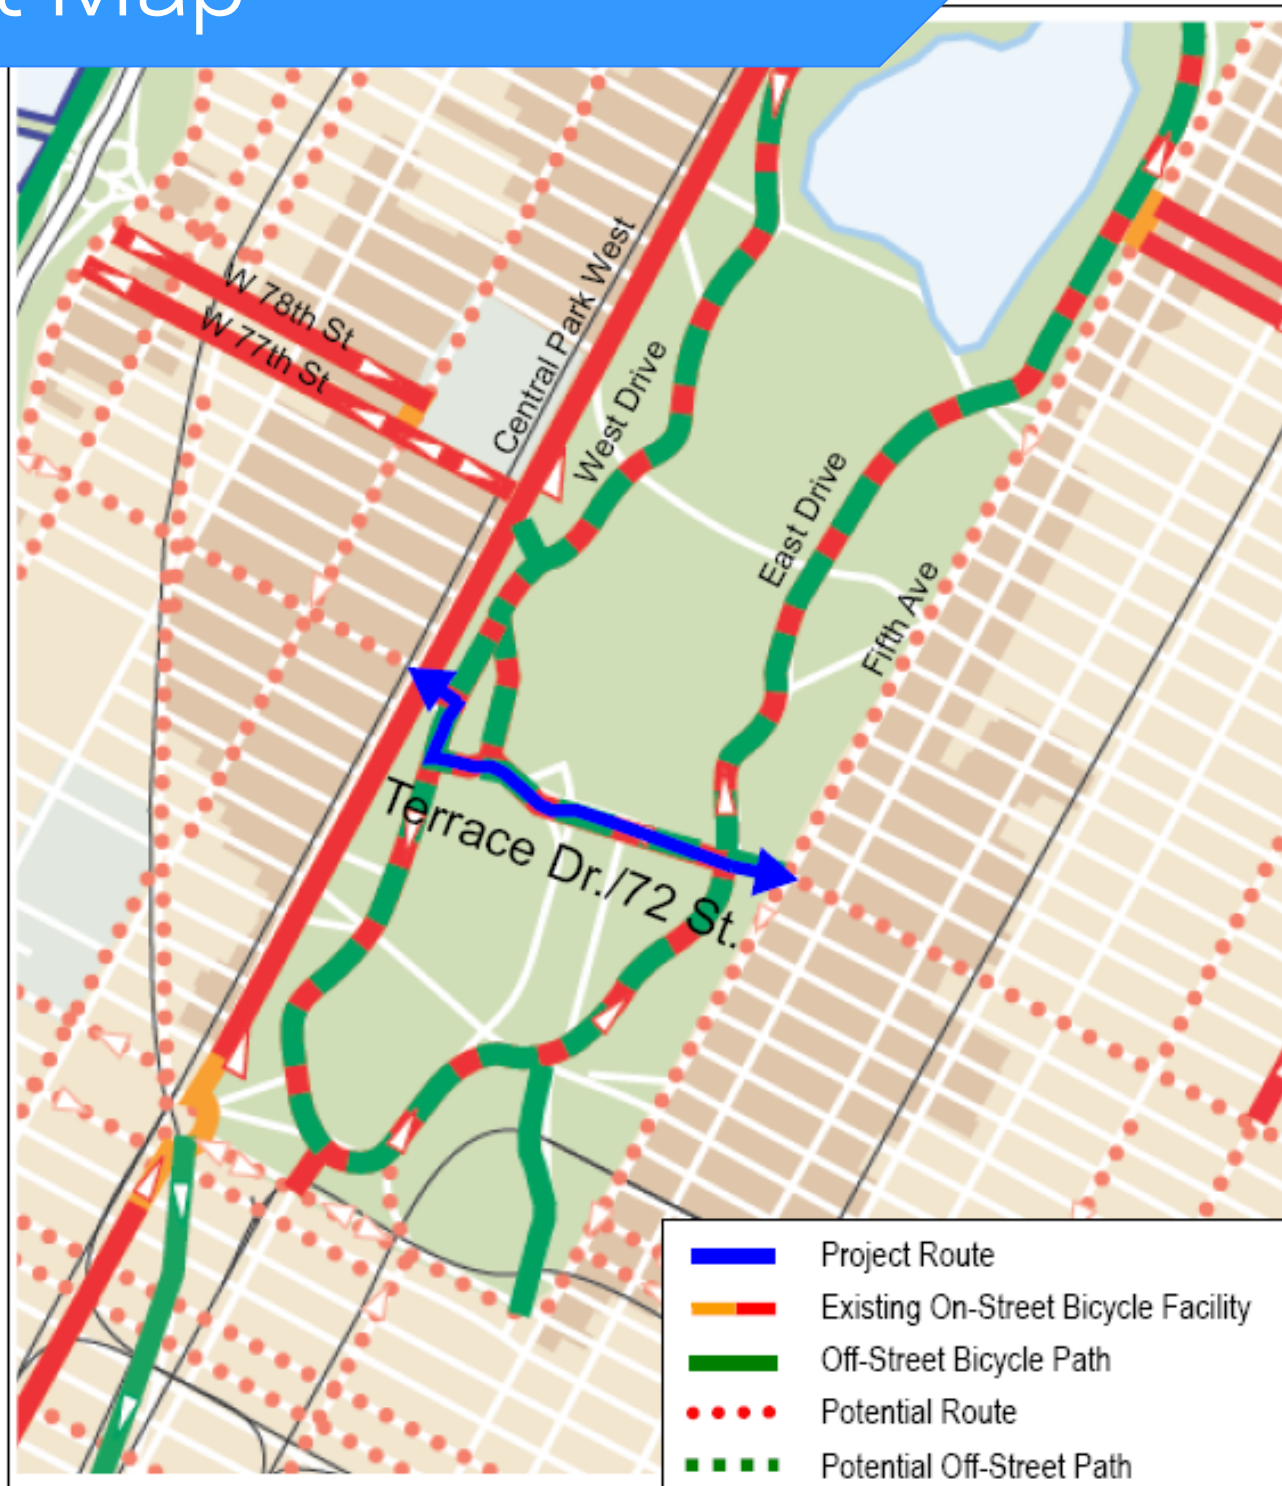 t Map
W 78th St
W 77th St
Central Park West
West Drive
East Drive
Fifth Ave
Terrace Dr./72 St.
Project Route
Existing On-Street Bicycle Facility
Off-Street Bicycle Path
Potential Route
Potential Off-Street Path